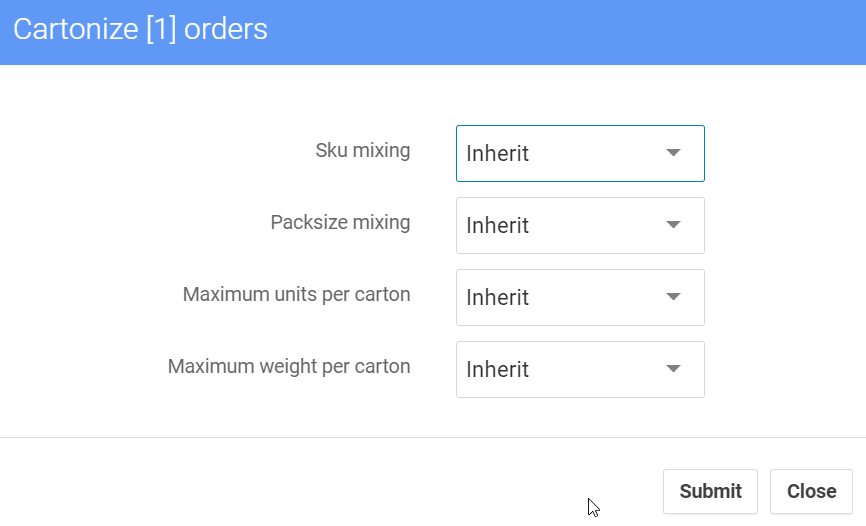 Cartonize [1] orders
Sku mixing Inherit
Packsize mixing Inherit
Maximum units per carton Inherit
Maximum weight per carton Inherit
Submit Close